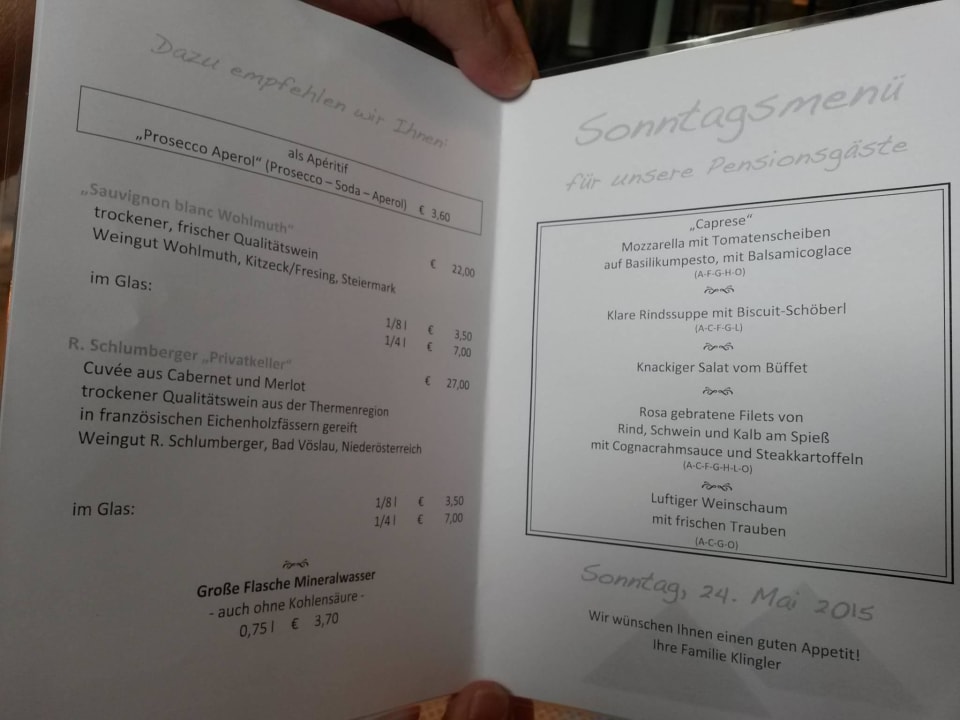 Dazu empfehlen wir Ihnen:
als Apéritif
„Prosecco Aperol“ (Prosecco – Soda – Aperol) € 3,60
„Sauvignon blanc Wohlmuth“
trockener, frischer Qualitätswein € 22,00
Weingut Wohlmuth, Kitzeck/Fresing, Steiermark
im Glas:
1/8 l € 3,50
1/4 l € 7,00
R. Schlumberger „Privatkeller“
Cuvée aus Cabernet und Merlot € 27,00
trockener Qualitätswein aus der Thermenregion
in französischen Eichenholzfässern gereift
Weingut R. Schlumberger, Bad Vöslau, Niederösterreich
1/8 l € 3,50
im Glas: 1/4 l € 7,00
Große Flasche Mineralwasser
- auch ohne Kohlensäure -
0,75 l € 3,70
Sonntagsmenü
für unsere Pensionsgäste
„Caprese“
Mozzarella mit Tomatenscheiben
auf Basilikumpesto, mit Balsamicoglace
(A-F-G-H-O)
Klare Rindssuppe mit Biscuit-Schöberl
(A-C-F-G-L)
Knackiger Salat vom Büffet
Rosa gebratene Filets von
Rind, Schwein und Kalb am Spieß
mit Cognacrahmsauce und Steakkartoffeln
(A-C-F-G-H-L-O)
Luftiger Weinschaum
mit frischen Trauben
(A-C-G-O)
Sonntag, 24. Mai 2015
Wir wünschen Ihnen einen guten Appetit!
Ihre Familie Klingler